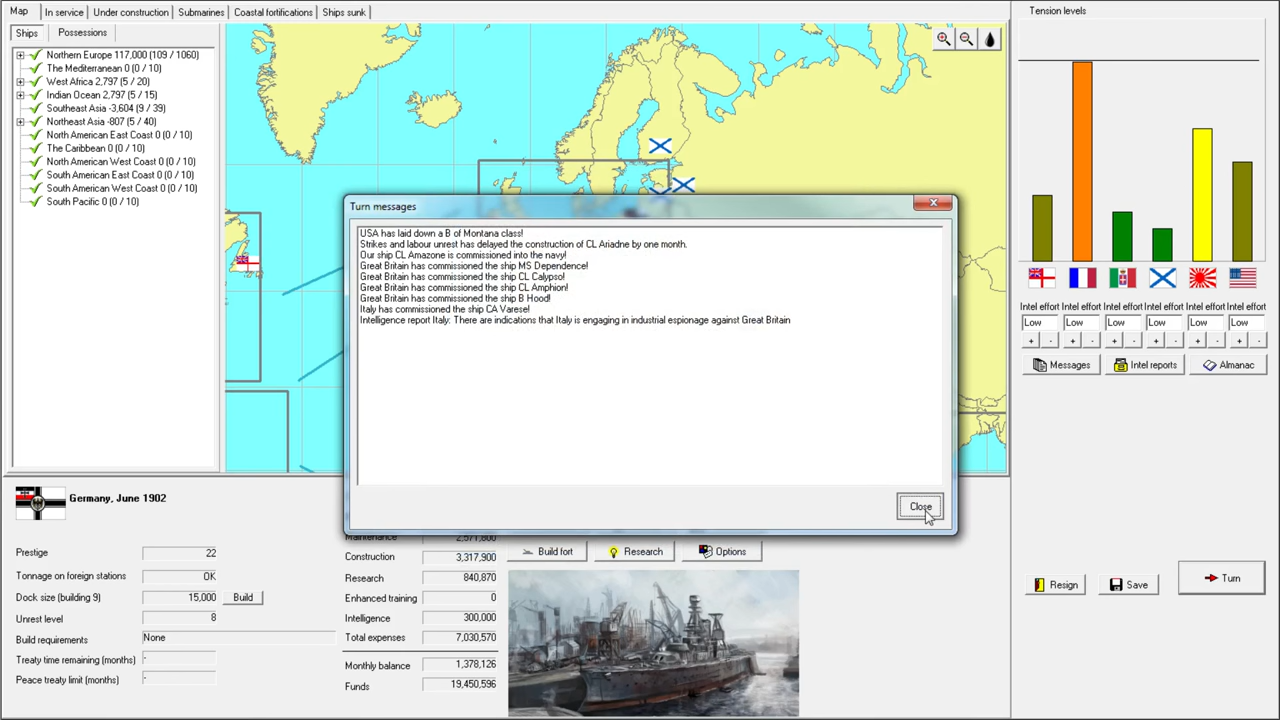 Map
In service
Under construction
Submarines
Coastal fortifications
Ships sunk
Ships
Possessions
Northern Europe 117,000 (109 / 1060)
The Mediterranean 0 (0 / 10)
West Africa 2,797 (5 / 20)
Indian Ocean 2,797 (5 / 15)
Southeast Asia -3,604 (9 / 39)
Northeast Asia -807 (5 / 40)
North American East Coast 0 (0 / 10)
The Caribbean 0 (0 / 10)
North American West Coast 0 (0 / 10)
South American East Coast 0 (0 / 10)
South American West Coast 0 (0 / 10)
South Pacific 0 (0 / 10)
Turn messages
USA has laid down a B of Montana class!
Strikes and labour unrest has delayed the construction of CL Ariadne by one month.
Our ship CL Amazone is commissioned into the navy!
Great Britain has commissioned the ship MS Dependence!
Great Britain has commissioned the ship CL Calypso!
Great Britain has commissioned the ship CL Amphion!
Great Britain has commissioned the ship B Hood!
Italy has commissioned the ship CA Varese!
Intelligence report Italy: There are indications that Italy is engaging in industrial espionage against Great Britain
Close
Tension levels
Intel effort Intel effort Intel effort Intel effort Intel effort Intel effort
Low Low Low Low Low Low
+ - + - + - + - + - + -
Messages
Intel reports
Almanac
Germany, June 1902
Prestige 22
Tonnage on foreign stations OK
Dock size (building 9) 15,000 Build
Unrest level 8
Build requirements None
Treaty time remaining (months) -
Peace treaty limit (months) -
Maintenance 2,571,800
Construction 3,317,900
Research 840,870
Enhanced training 0
Intelligence 300,000
Total expenses 7,030,570
Monthly balance 1,378,126
Funds 19,450,596
Build fort
Research
Options
Resign
Save
Turn